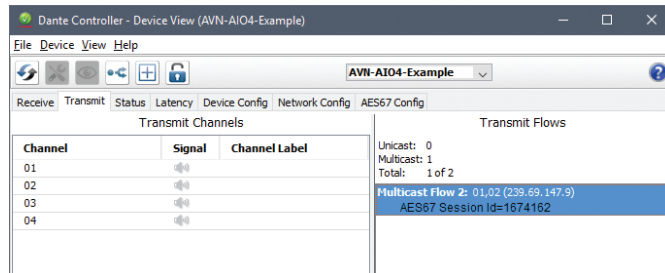 Dante Controller - Device View (AVN-AIO4-Example)
File Device View Help
AVN-AIO4-Example
Receive Transmit Status Latency Device Config Network Config AES67 Config
Transmit Channels
Channel Signal Channel Label
01
02
03
04
Transmit Flows
Unicast: 0
Multicast: 1
Total: 1 of 2
Multicast Flow 2: 01,02 (239.69.147.9)
AES67 Session Id=1674162